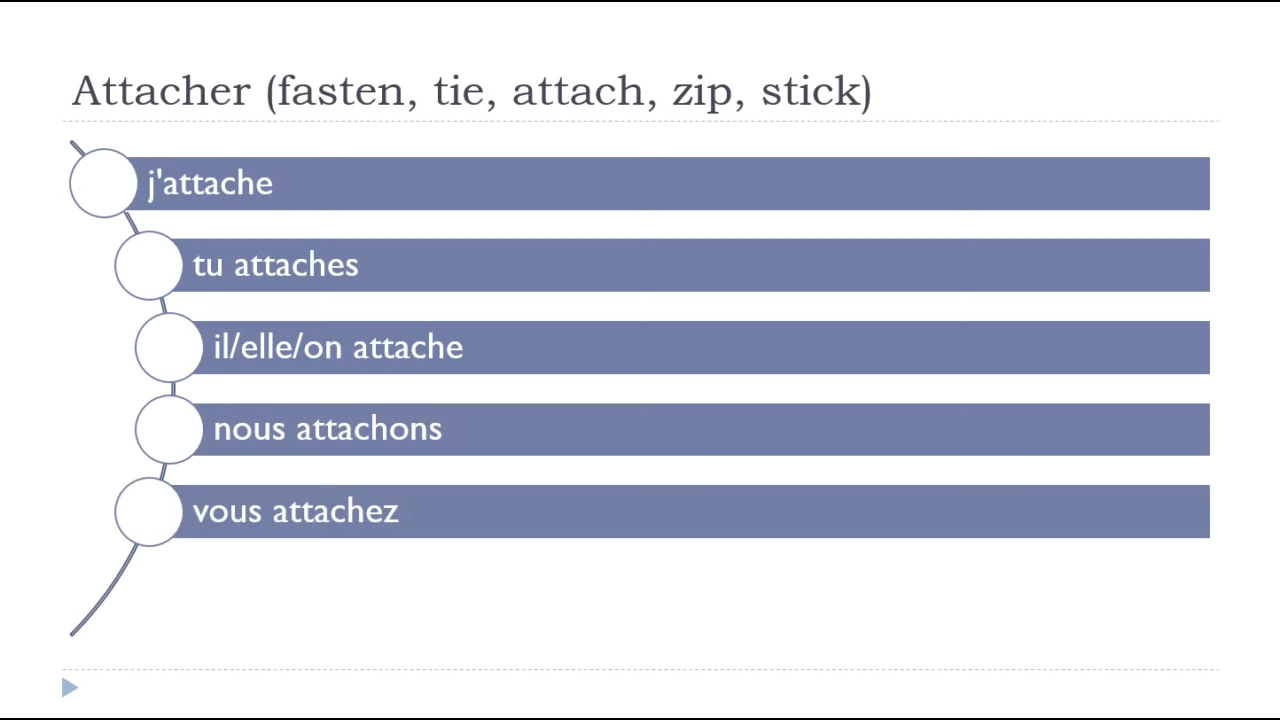 Attacher (fasten, tie, attach, zip, stick)
j'attache
tu attaches
il/elle/on attache
nous attachons
vous attachez